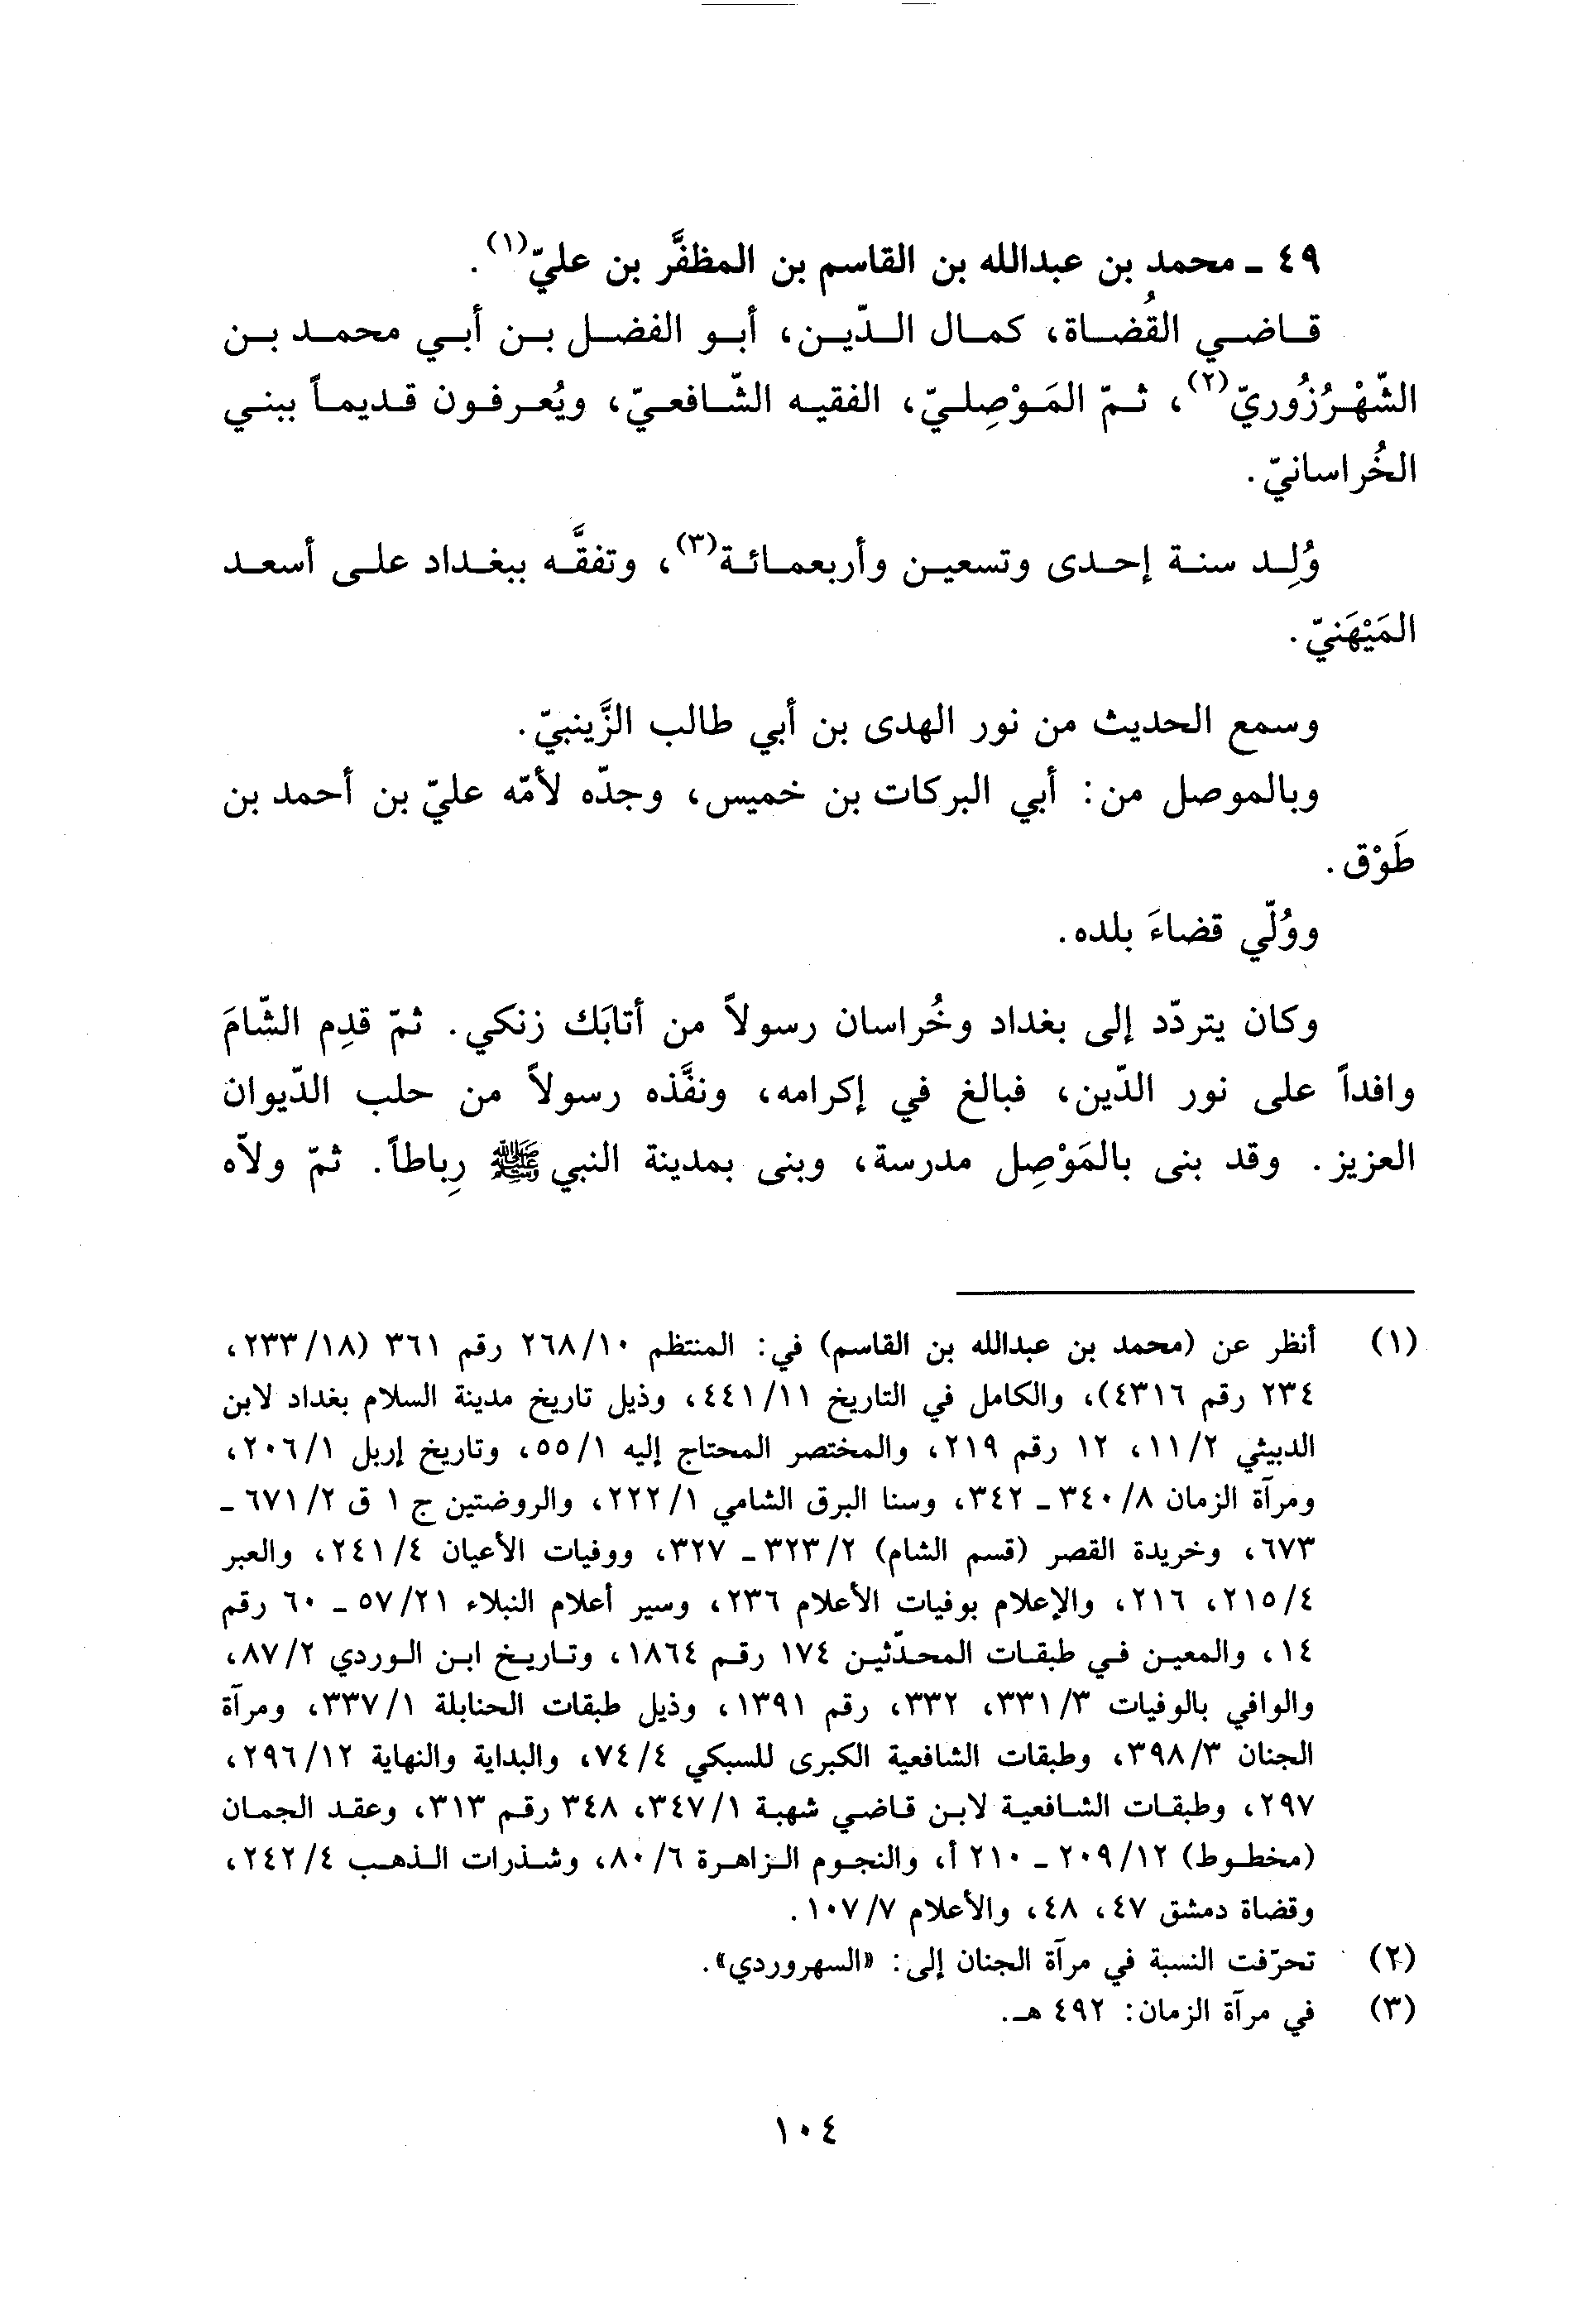 ٤٩ ـ محمد بن عبدالله بن القاسم بن المظفَّر بن عليّ(١).
قاضي القُضاة، كمال الدّين، أبو الفضل بن أبي محمد بن
الشّهْرُزُوريّ(٢)، ثمّ المَوْصِليّ، الفقيه الشّافعيّ، ويُعرفون قديماً ببني
الخُراسانيّ.
وُلِد سنة إحدى وتسعين وأربعمائة(٣)، وتفقَّه ببغداد على أسعد
المَيْهَنيّ.
وسمع الحديث من نور الهدى بن أبي طالب الزَّينبيّ.
وبالموصل من: أبي البركات بن خميس، وجدّه لأمّه عليّ بن أحمد بن
طَوْق.
ووُلّي قضاءَ بلده.
وكان يتردّد إلى بغداد وخُراسان رسولاً من أتابَك زنكي. ثمّ قدِم الشّامَ
وافداً على نور الدّين، فبالغ في إكرامه، ونفَّذه رسولاً من حلب الدّيوان
العزيز. وقد بنى بالمَوْصِل مدرسة، وبنى بمدينة النبي ﷺ رِباطاً. ثمّ ولاّه
(١) أنظر عن (محمد بن عبدالله بن القاسم) في: المنتظم ٢٦٨/١٠ رقم ٣٦١ (٢٣٣/١٨،
٢٣٤ رقم ٤٣١٦)، والكامل في التاريخ ٤٤١/١١، وذيل تاريخ مدينة السلام بغداد لابن
الدبيثي ١١/٢، ١٢ رقم ٢١٩، والمختصر المحتاج إليه ٥٥/١، وتاريخ إربل ٢٠٦/١،
ومرآة الزمان ٣٤٠/٨ ـ ٣٤٢، وسنا البرق الشامي ٢٢٢/١، والروضتين ج ١ ق ٦٧١/٢ ـ
٦٧٣، وخريدة القصر (قسم الشام) ٣٢٣/٢ ـ ٣٢٧، ووفيات الأعيان ٢٤١/٤، والعبر
٢١٥/٤، ٢١٦، والإعلام بوفيات الأعلام ٢٣٦، وسير أعلام النبلاء ٥٧/٢١ ـ ٦٠ رقم
١٤، والمعين في طبقات المحدّثين ١٧٤ رقم ١٨٦٤، وتاريخ ابن الوردي ٨٧/٢،
والوافي بالوفيات ٣٣١/٣، ٣٣٢، رقم ١٣٩١، وذيل طبقات الحنابلة ٣٣٧/١، ومرآة
الجنان ٣٩٨/٣، وطبقات الشافعية الكبرى للسبكي ٧٤/٤، والبداية والنهاية ٢٩٦/١٢،
٢٩٧، وطبقات الشافعية لابن قاضي شهبة ٣٤٧/١، ٣٤٨ رقم ٣١٣، وعقد الجمان
(مخطوط) ٢٠٩/١٢ ـ ٢١٠ أ، والنجوم الزاهرة ٨٠/٦، وشذرات الذهب ٢٤٢/٤،
وقضاة دمشق ٤٧، ٤٨، والأعلام ١٠٧/٧.
(٢) تحرّفت النسبة في مرآة الجنان إلى: «السهروردي».
(٣) في مرآة الزمان: ٤٩٢ هـ.
١٠٤